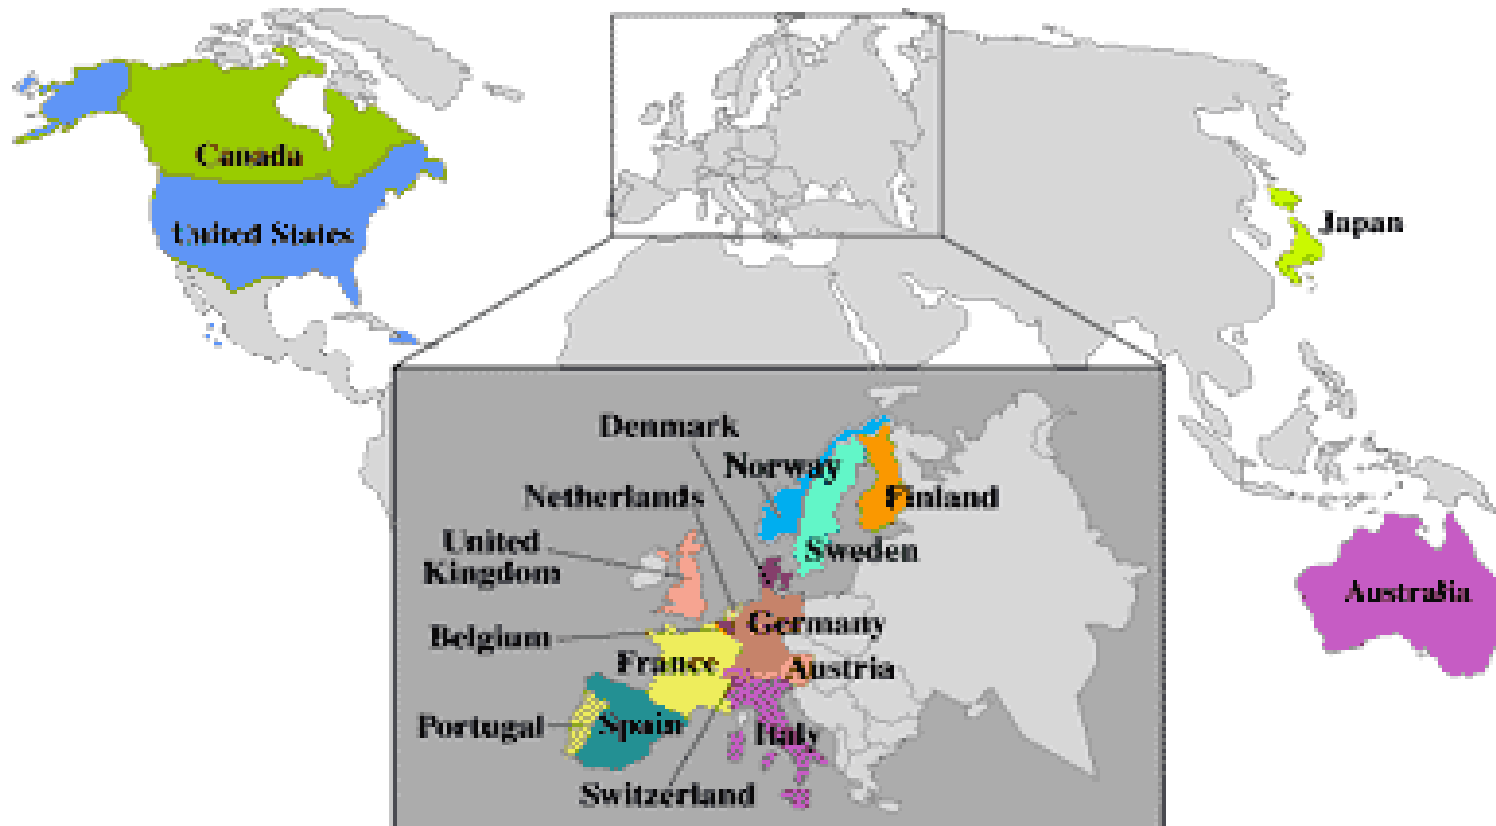 Canada
United States
Japan
Denmark
Norway
Netherlands
Finland
United
Kingdom
Sweden
Australia
Belgium
Germany
France
Austria
Portugal
Spain
Italy
Switzerland